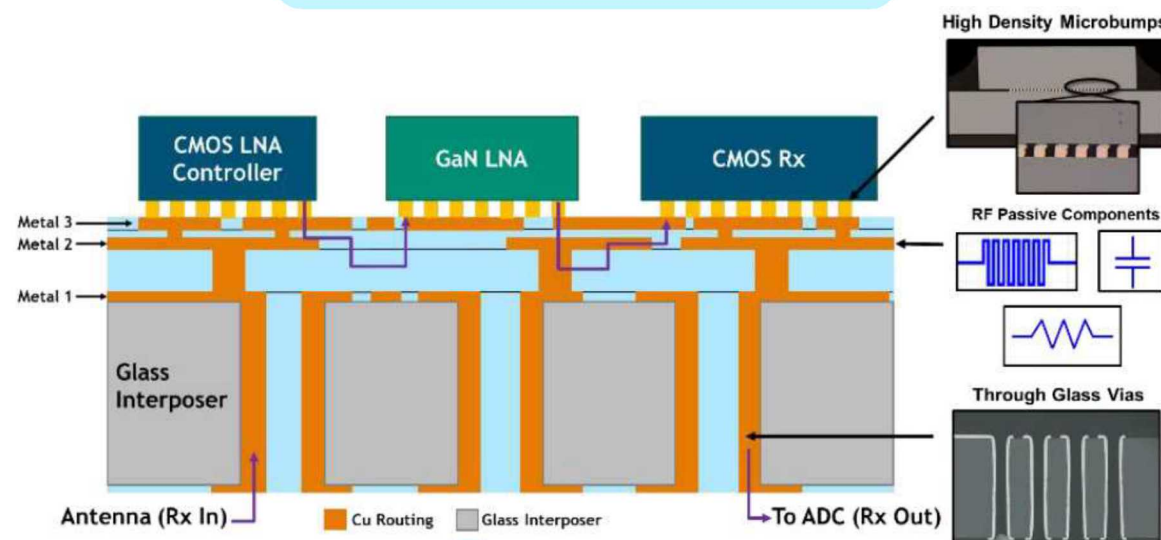 High Density Microbumps
CMOS LNA
Controller
GaN LNA
CMOS Rx
Metal 3
Metal 2
Metal 1
RF Passive Components
Glass
Interposer
Through Glass Vias
Antenna (Rx In)
Cu Routing
Glass Interposer
To ADC (Rx Out)